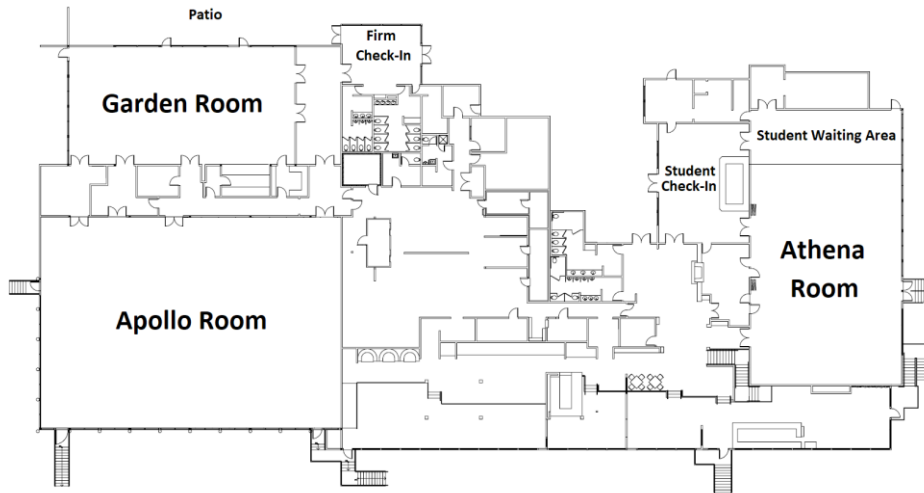 Patio
Firm
Check-In
Garden Room
Student Waiting Area
Student
Check-In
Athena
Room
Apollo Room